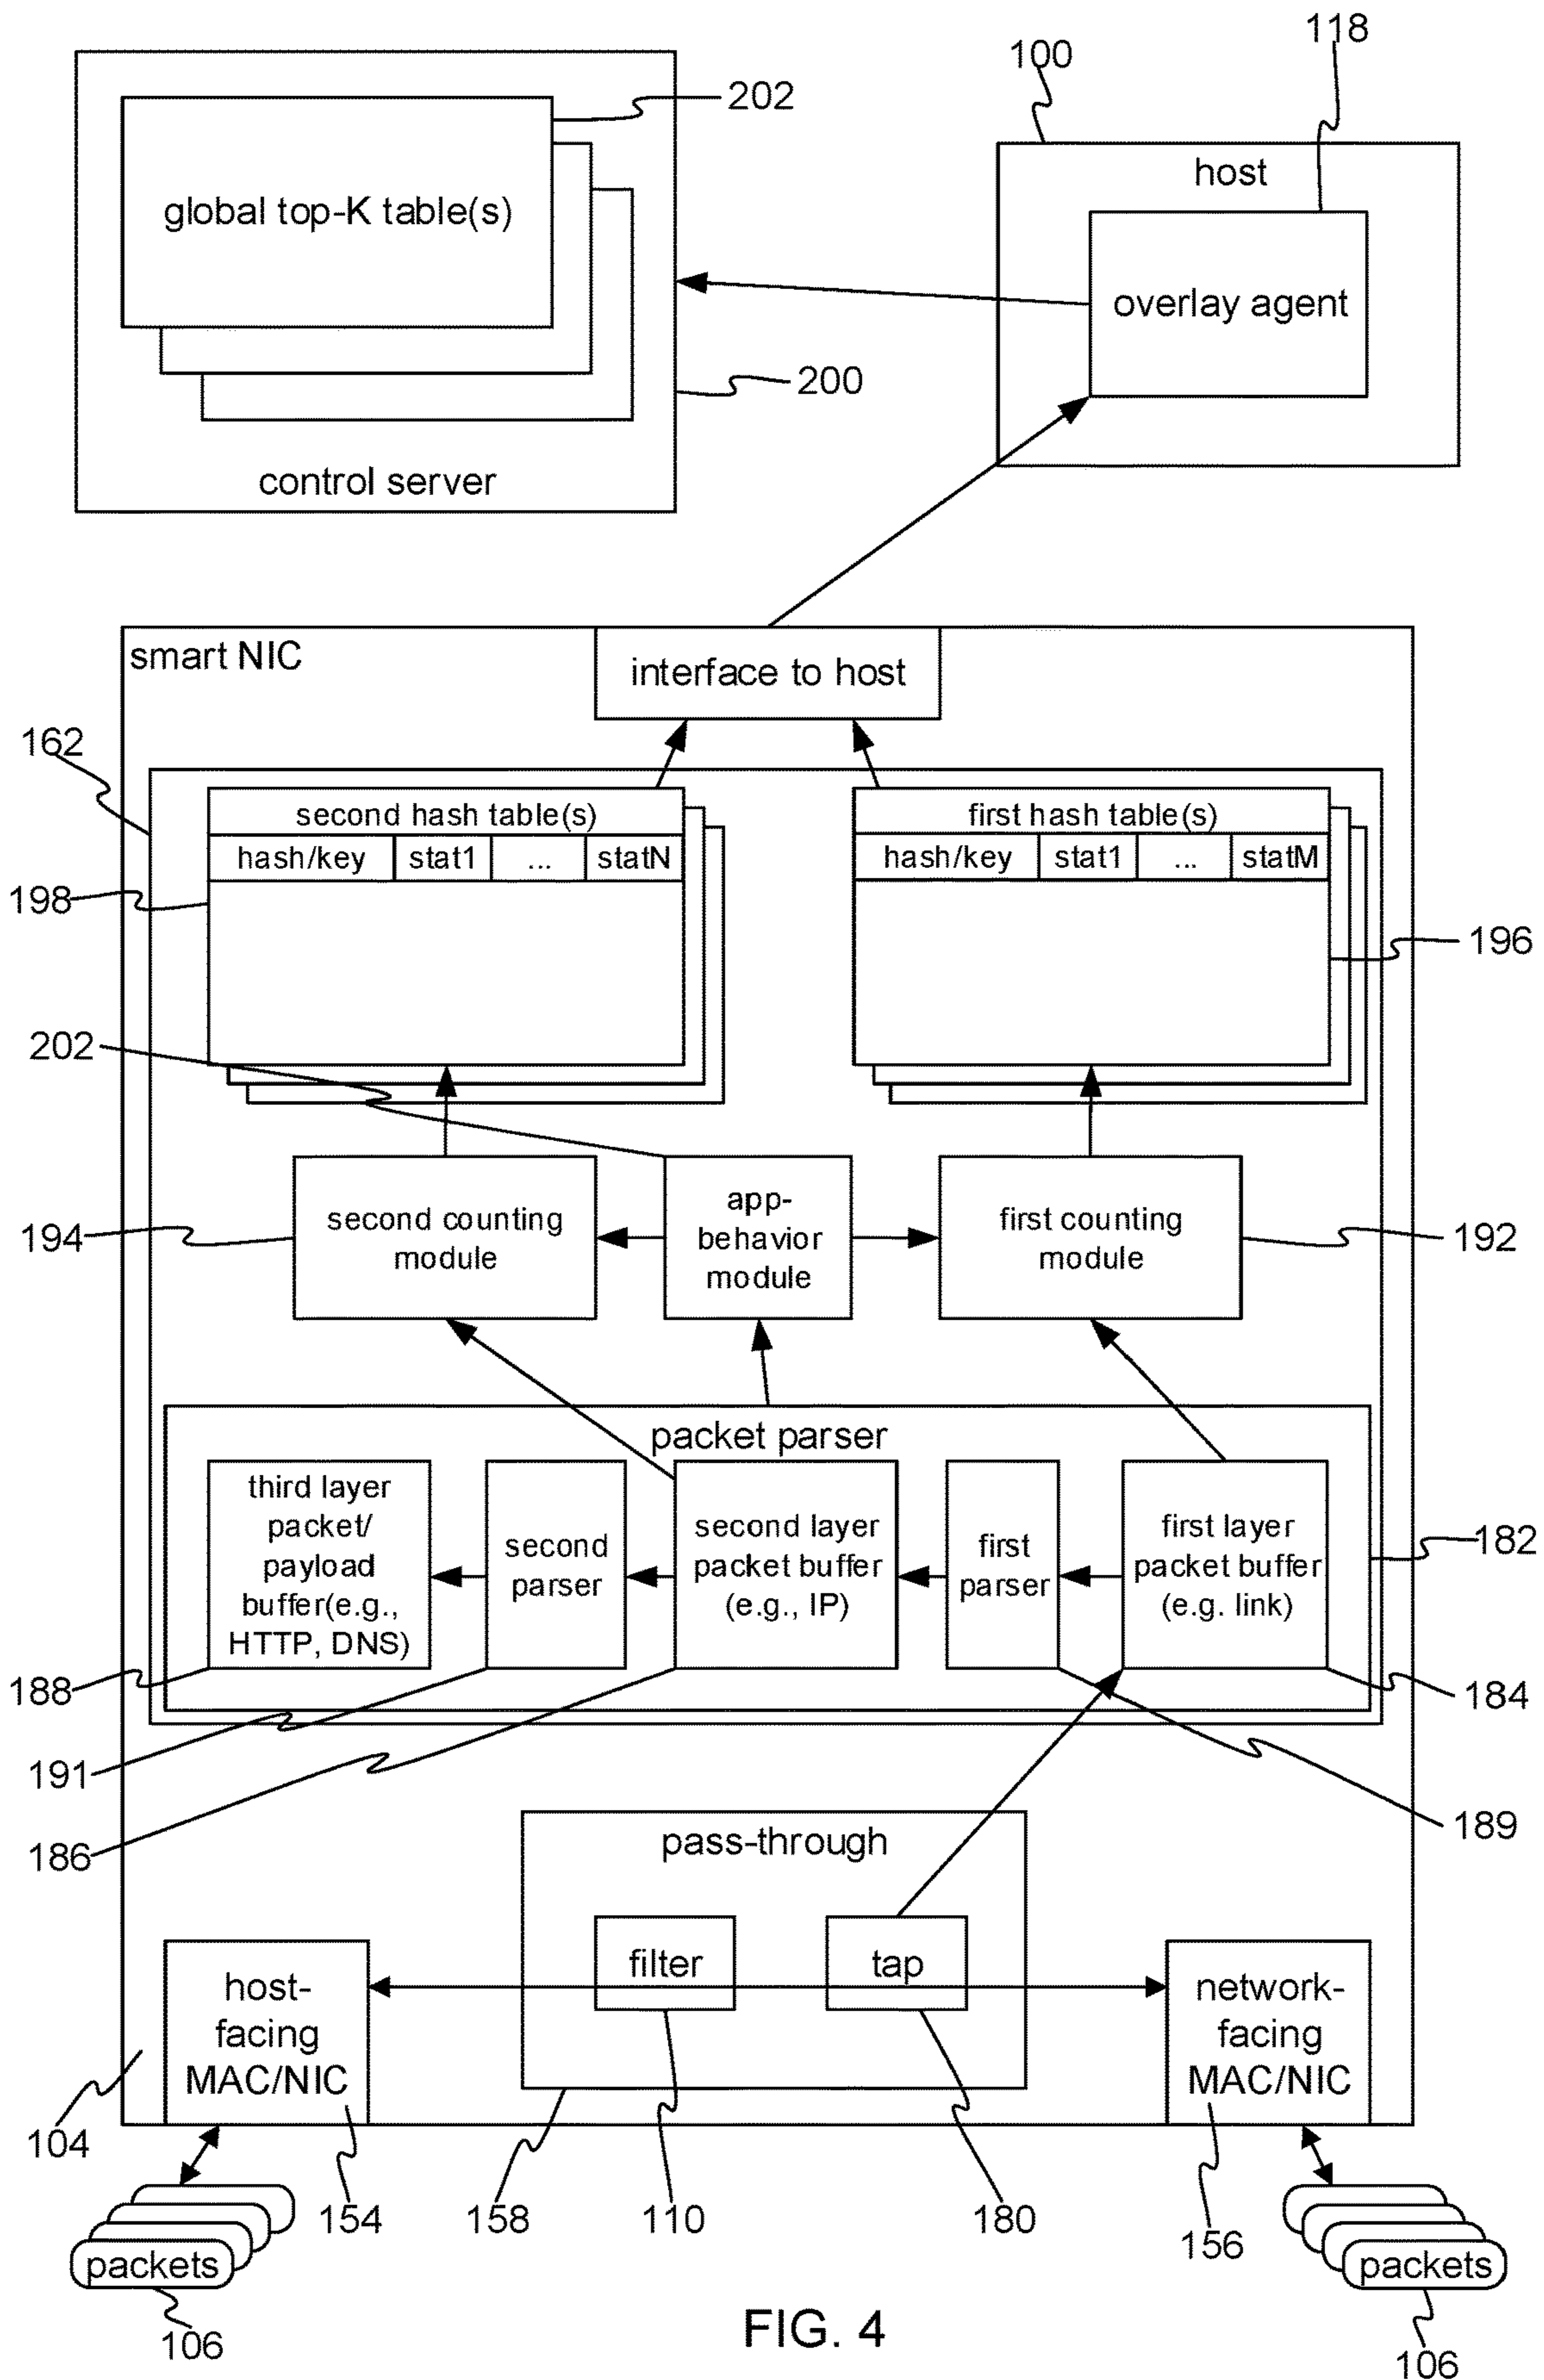 118
100
202
host
global top-K table(s)
overlay agent
200
control server
smart NIC
interface to host
162
second hash table(s)
hash/key
stat1
...
statN
first hash table(s)
hash/key
stat1
...
statM
198
196
202
second counting
module
app-
behavior
module
first counting
module
194
192
packet parser
third layer
packet/
payload
buffer(e.g.,
HTTP, DNS)
second
parser
second layer
packet buffer
(e.g., IP)
first
parser
first layer
packet buffer
(e.g. link)
182
188
184
191
186
189
pass-through
filter
tap
host-
facing
MAC/NIC
network-
facing
MAC/NIC
104
154
158
110
180
156
packets
packets
106
106
FIG. 4